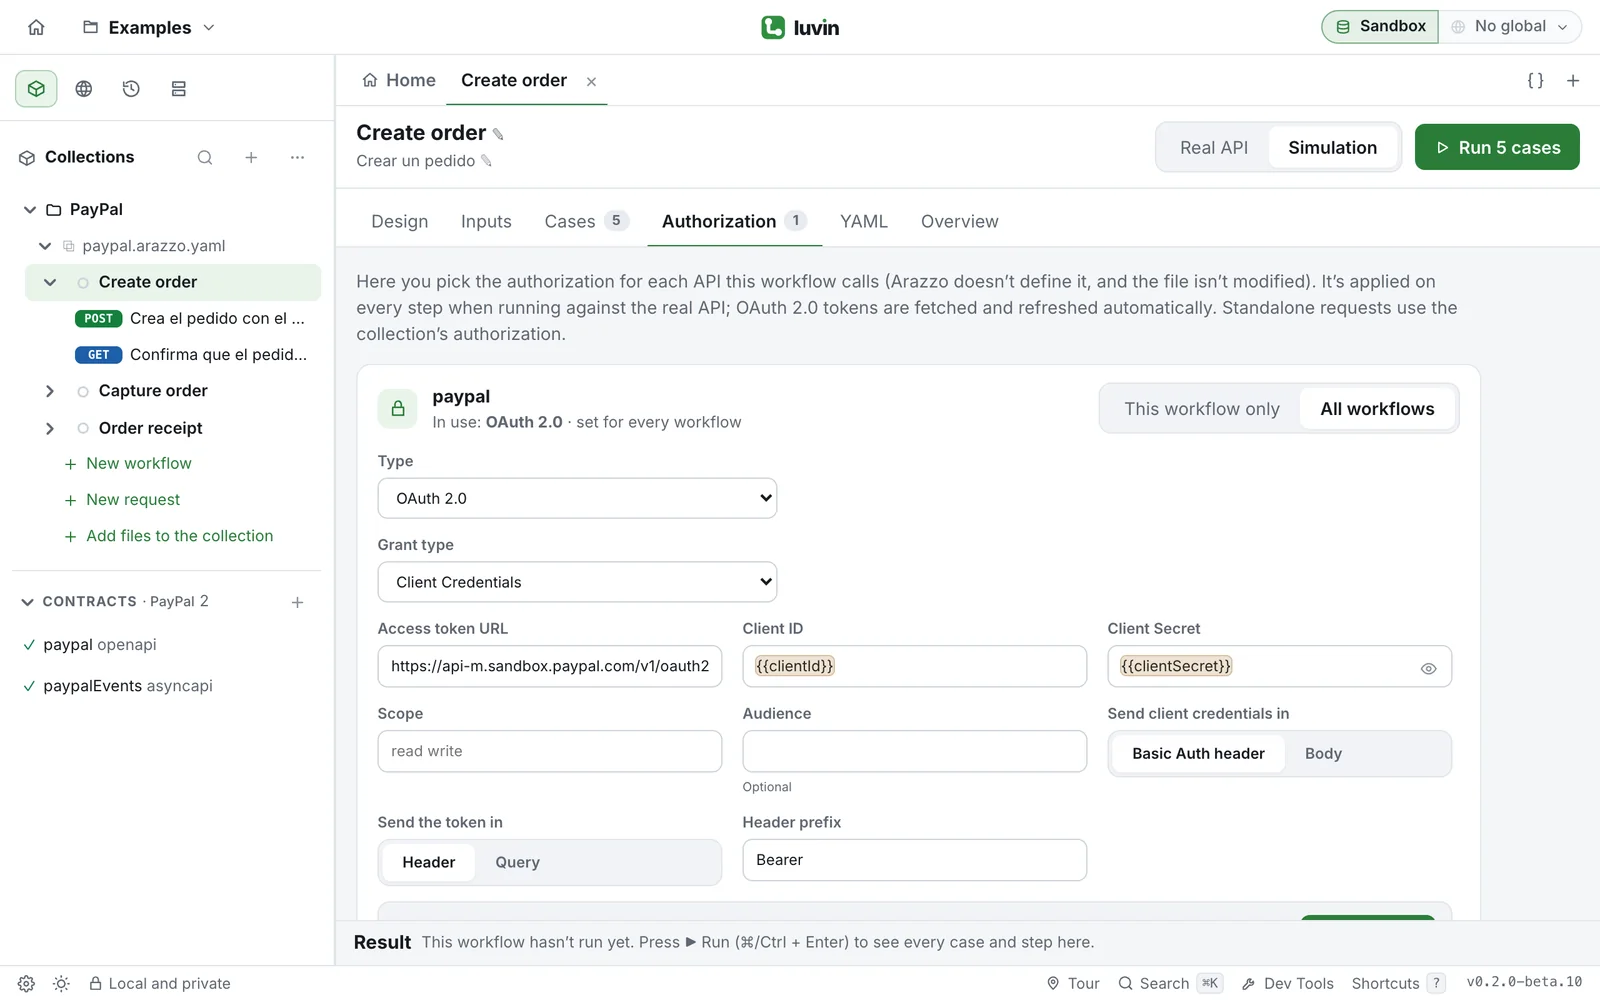 Examples
luvin
Sandbox
No global
Home
Create order
{}
Collections
Create order
Crear un pedido
Real API
Simulation
Run 5 cases
PayPal
paypal.arazzo.yaml
Create order
POST Crea el pedido con el ...
GET Confirma que el pedid...
Capture order
Order receipt
+ New workflow
+ New request
+ Add files to the collection
CONTRACTS · PayPal 2
paypal openapi
paypalEvents asyncapi
Design
Inputs
Cases 5
Authorization 1
YAML
Overview
Here you pick the authorization for each API this workflow calls (Arazzo doesn’t define it, and the file isn’t modified). It’s applied on
every step when running against the real API; OAuth 2.0 tokens are fetched and refreshed automatically. Standalone requests use the
collection’s authorization.
paypal
In use: OAuth 2.0 · set for every workflow
This workflow only
All workflows
Type
OAuth 2.0
Grant type
Client Credentials
Access token URL
https://api-m.sandbox.paypal.com/v1/oauth2
Client ID
{{clientId}}
Client Secret
{{clientSecret}}
Scope
read write
Audience
Optional
Send client credentials in
Basic Auth header
Body
Send the token in
Header
Query
Header prefix
Bearer
Result This workflow hasn’t run yet. Press ▶ Run (⌘/Ctrl + Enter) to see every case and step here.
Local and private
Tour
Search ⌘K
Dev Tools
Shortcuts ?
v0.2.0-beta.10